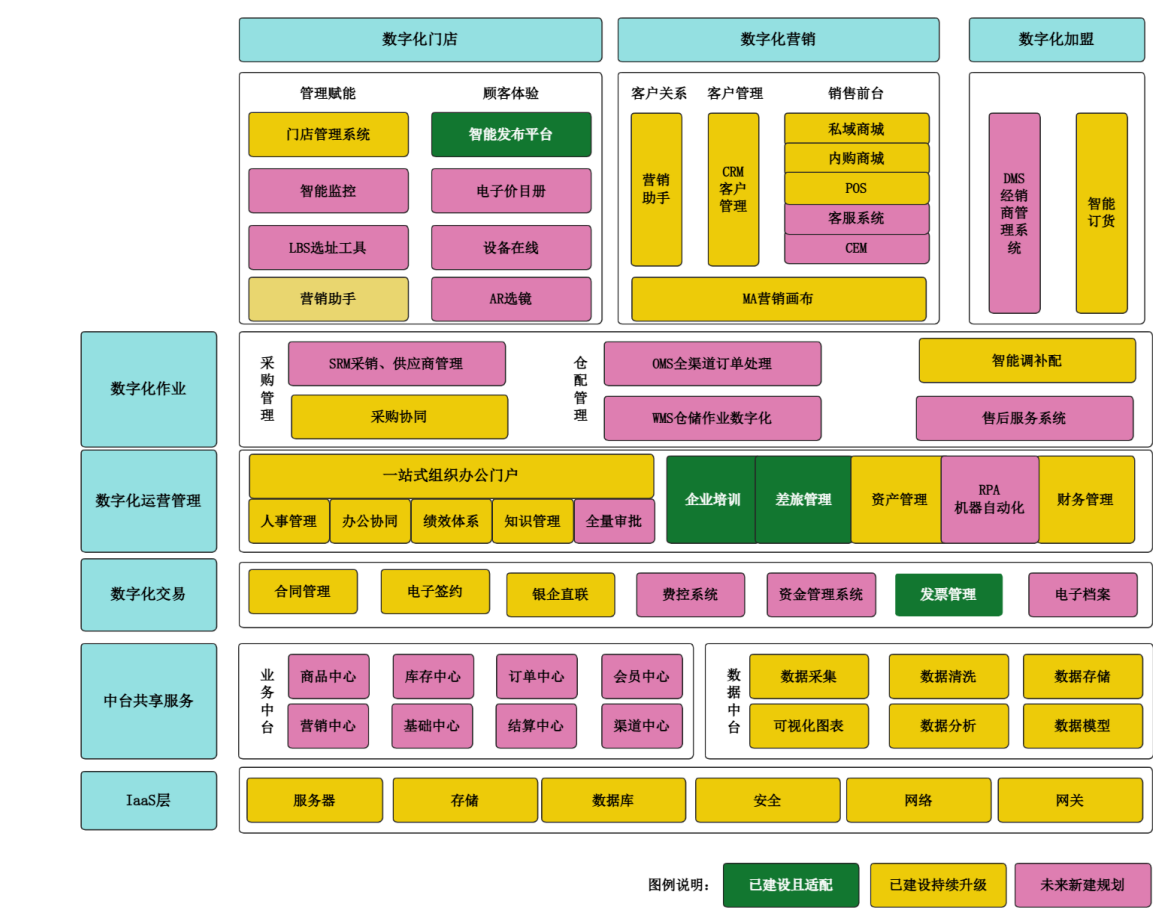 数字化门店
数字化营销
数字化加盟
管理赋能
顾客体验
门店管理系统
智能发布平台
智能监控
电子价目册
LBS选址工具
设备在线
营销助手
AR选镜
客户关系
客户管理
销售前台
营销
助手
CRM
客户
管理
私域商城
内购商城
POS
客服系统
CEM
MA营销画布
DMS
经销
商管
理系
统
智能
订货
数字化作业
采
购
管
理
SRM采销、供应商管理
采购协同
仓
配
管
理
OMS全渠道订单处理
WMS仓储作业数字化
智能调补配
售后服务系统
数字化运营管理
一站式组织办公门户
人事管理
办公协同
绩效体系
知识管理
全量审批
企业培训
差旅管理
资产管理
RPA
机器自动化
财务管理
数字化交易
合同管理
电子签约
银企直联
费控系统
资金管理系统
发票管理
电子档案
中台共享服务
业
务
中
台
商品中心
库存中心
订单中心
会员中心
营销中心
基础中心
结算中心
渠道中心
数
据
中
台
数据采集
数据清洗
数据存储
可视化图表
数据分析
数据模型
IaaS层
服务器
存储
数据库
安全
网络
网关
图例说明：
已建设且适配
已建设持续升级
未来新建规划